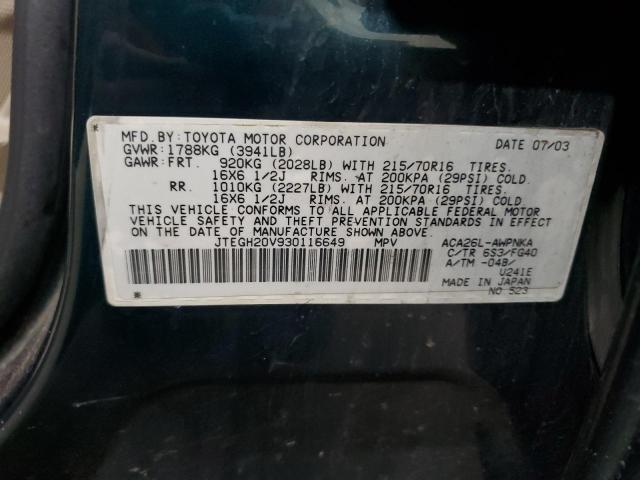 MFD. BY: TOYOTA MOTOR CORPORATION DATE 07/03
GVWR: 1788KG (3941LB)
GAWR: FRT. 920KG (2028LB) WITH 215/70R16 TIRES.
16X6 1/2J RIMS. AT 200KPA (29PSI) COLD.
RR. 1010KG (2227LB) WITH 215/70R16 TIRES.
16X6 1/2J RIMS. AT 200KPA (29PSI) COLD
THIS VEHICLE CONFORMS TO ALL APPLICABLE FEDERAL MOTOR
VEHICLE SAFETY AND THEFT PREVENTION STANDARDS IN EFFECT ON
THE DATE OF MANUFACTURE SHOWN ABOVE.
JTEGH20V930116649 MPV ACA26L-AWPNKA
C/TR 6S3/FG40
A/TM -04B/
U241E
MADE IN JAPAN
NO 523